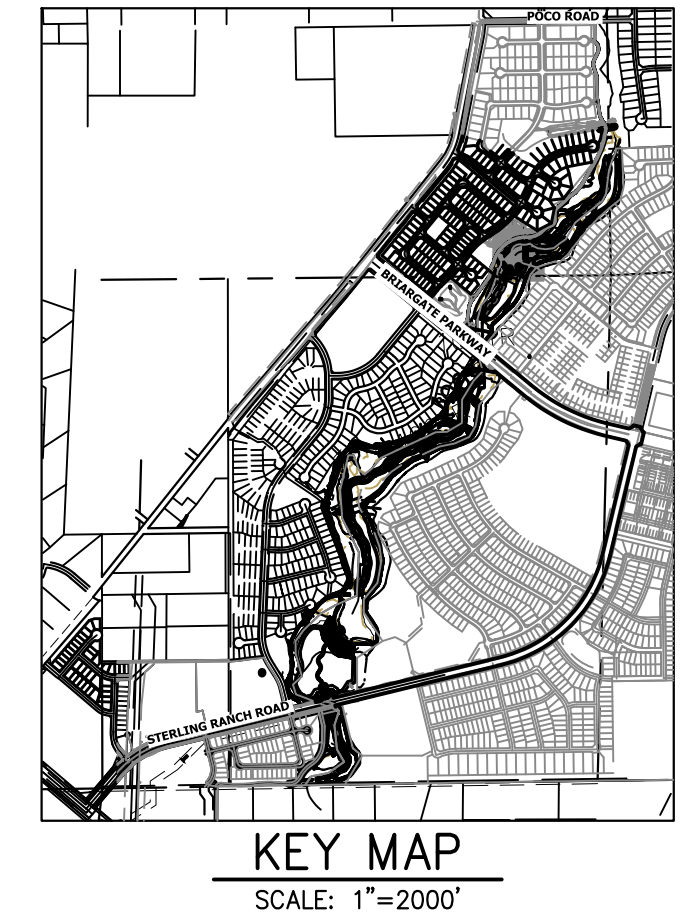 POCO ROAD
BRIARGATE PARKWAY
R
STERLING RANCH ROAD
KEY MAP
SCALE: 1"=2000'